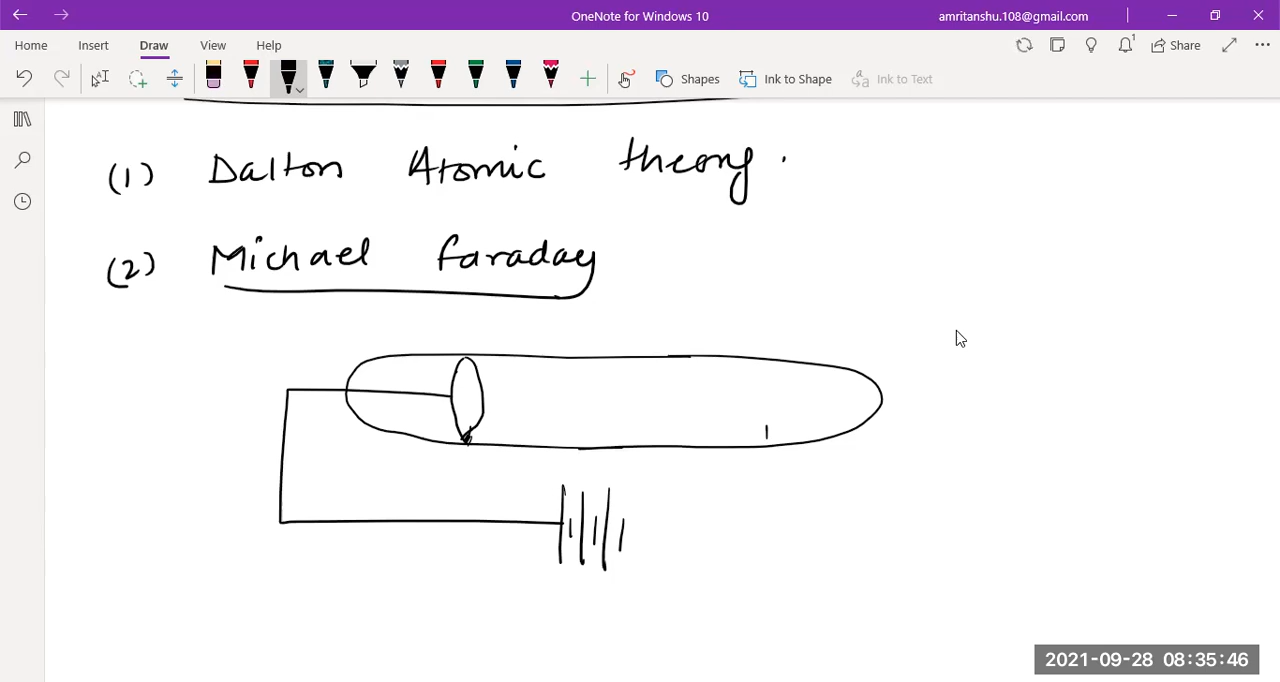 OneNote for Windows 10
amritanshu.108@gmail.com
Home Insert Draw View Help
1
Share
Shapes
Ink to Shape
Ink to Text
(1) Dalton Atomic theory.
(2) Michael faraday
2021-09-28 08:35:46